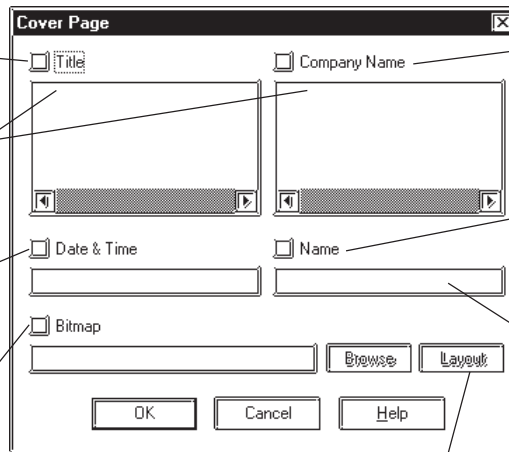 Cover Page
Title
Company Name
Date & Time
Name
Bitmap
Browse
Layout
OK
Cancel
Help